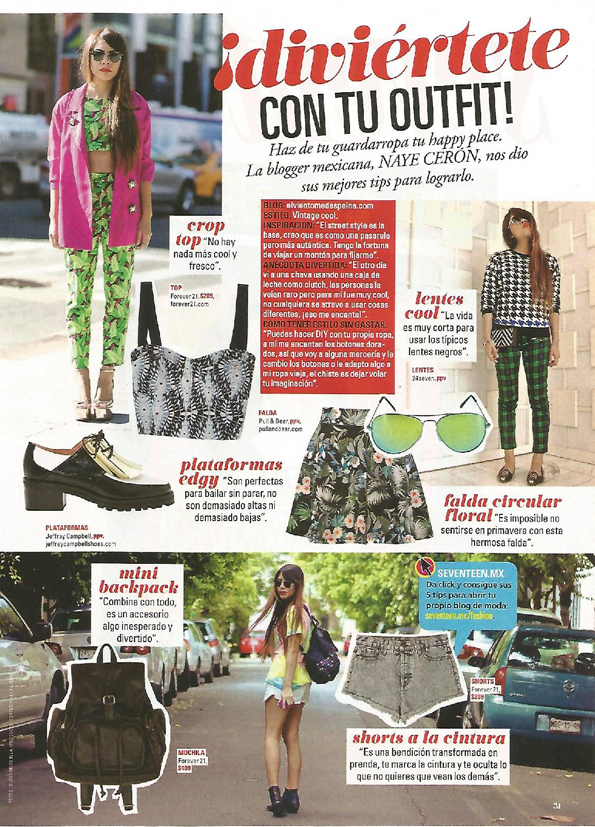 ¡diviértete
CON TU OUTFIT!
Haz de tu guardarropa tu happy place.
La blogger mexicana, NAYE CERÓN, nos dio
sus mejores tips para lograrlo.
crop
top “No hay
nada más cool y
fresco”.
TOP
Forever 21, $289,
forever21.com
BLOG: elvientomedespeina.com
ESTILO: Vintage cool.
INSPIRACIÓN: “El street style es la
base, creo que es como una pasarela
pero más auténtica. Tengo la fortuna
de viajar un montón para fijarme”.
ANÉCDOTA DIVERTIDA: “El otro día
vi a una chava usando una caja de
leche como clutch, las personas la
veían raro pero para mí fue muy cool,
no cualquiera se atreve a usar cosas
diferentes, ¡eso me encanta!”.
CÓMO TENER ESTILO SIN GASTAR:
“Puedes hacer DIY con tu propia ropa,
a mí me encantan los botones dora-
dos, así que voy a alguna mercería y le
cambio los botones o le adapto algo a
mi ropa vieja, el chiste es dejar volar
tu imaginación”.
lentes
cool “La vida
es muy corta para
usar los típicos
lentes negros”.
LENTES
24seven, ppv
FALDA
Pull & Bear, ppv,
pullandbear.com
plataformas
edgy “Son perfectas
para bailar sin parar, no
son demasiado altas ni
demasiado bajas”.
PLATAFORMAS
Jeffrey Campbell, ppv,
jeffreycampbellshoes.com
falda circular
floral “Es imposible no
sentirse en primavera con esta
hermosa falda”.
mini
backpack
“Combina con todo,
es un accesorio
algo inesperado y
divertido”.
SEVENTEEN.MX
Da click y consigue sus
5 tips para abrir tu
propio blog de moda:
seventeen.mx/fashion
SHORTS
Forever 21,
$289
MOCHILA
Forever 21,
shorts a la cintura
“Es una bendición transformada en
prenda, te marca la cintura y te oculta lo
que no quieres que vean los demás”.
31